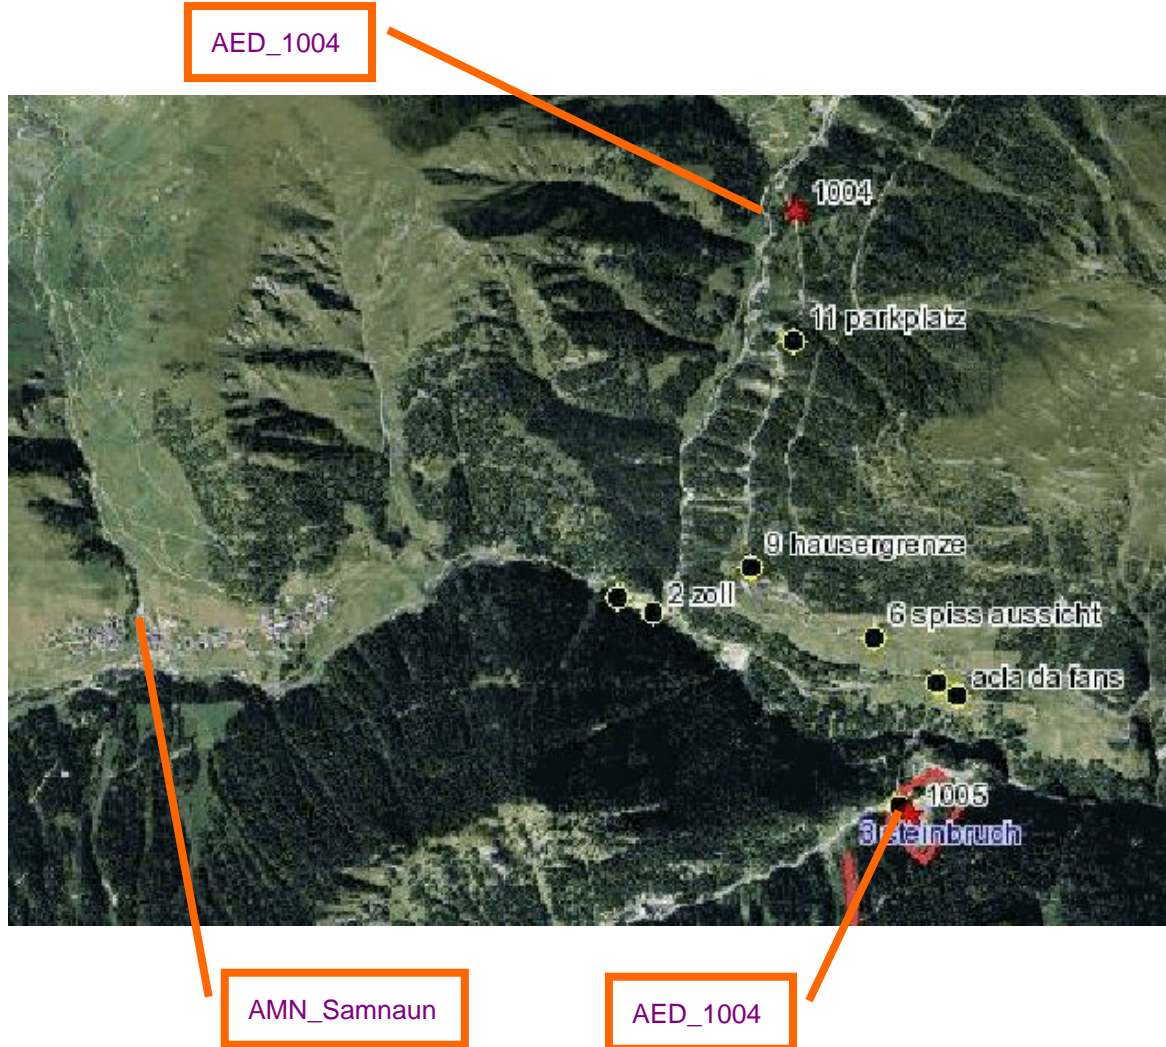 AED_1004
1004
11 parkplatz
9 hausergrenze
2 zoll
6 spiss aussicht
acla da fans
1005
3 steinbruch
AMN_Samnaun
AED_1004